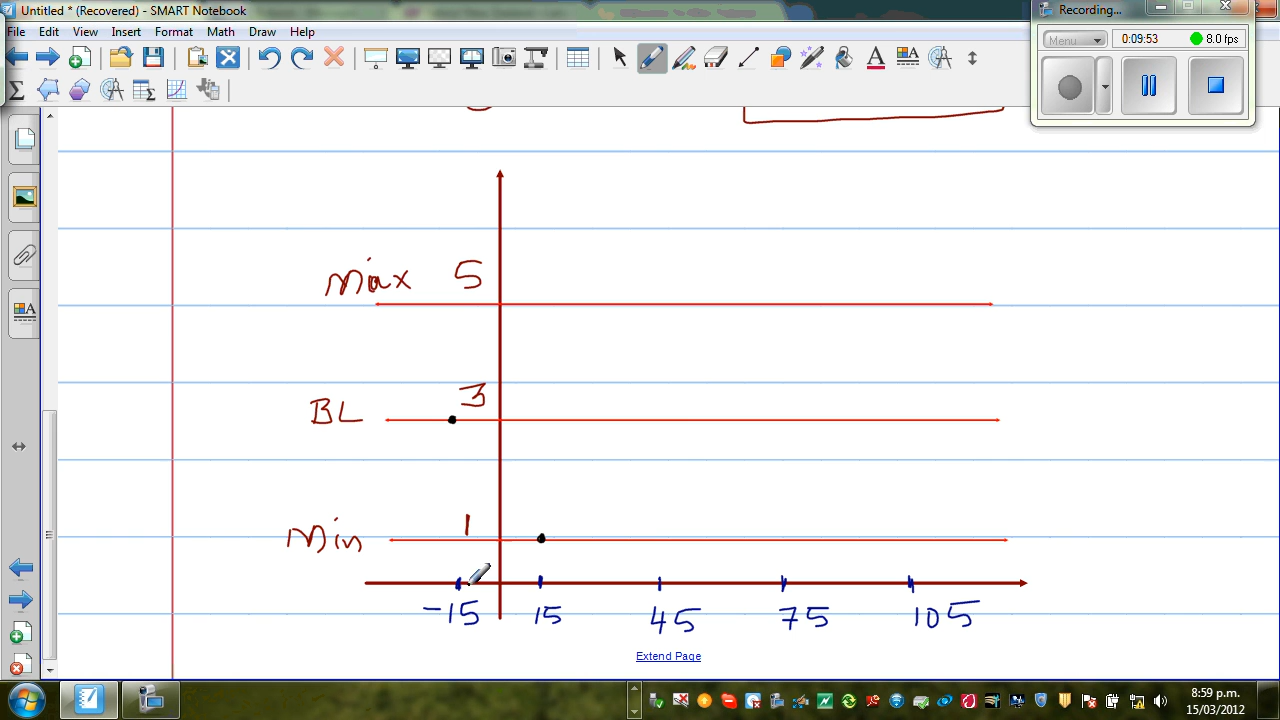 Untitled * (Recovered) - SMART Notebook
File Edit View Insert Format Math Draw Help
Recording...
Menu 0:09:53 8.0 fps
Max 5
3
BL
1
Min
-15 15 45 75 105
Extend Page
8:59 p.m.
15/03/2012